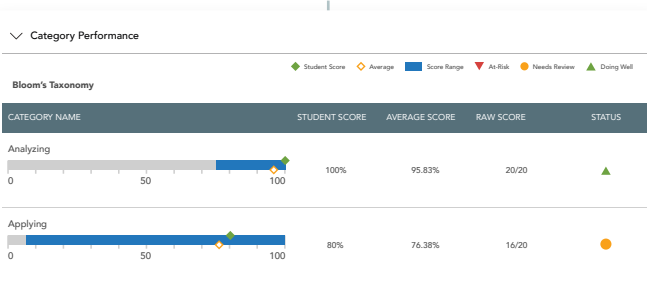 Category Performance
Student Score Average Score Range At-Risk Needs Review Doing Well
Bloom's Taxonomy
CATEGORY NAME STUDENT SCORE AVERAGE SCORE RAW SCORE STATUS
Analyzing
100% 95.83% 20/20
0 50 100
Applying
80% 76.38% 16/20
0 50 100